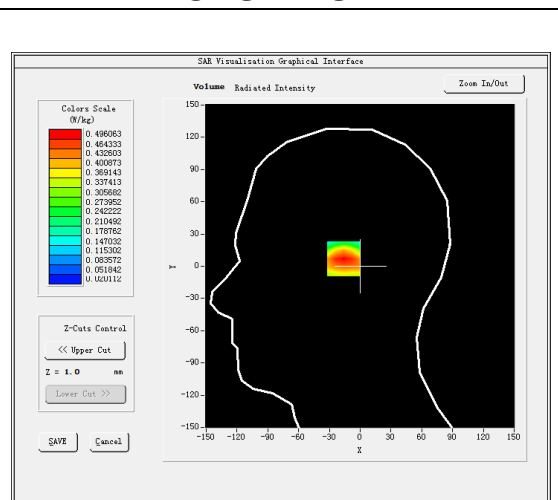 SAR Visualisation Graphical Interface
Volume Radiated Intensity
Zoom In/Out
Colors Scale
(W/kg)
0.496063
0.464333
0.432603
0.400873
0.369143
0.337413
0.305682
0.273952
0.242222
0.210492
0.178762
0.147032
0.115302
0.083572
0.051842
0.020112
Z-Cuts Control
<< Upper Cut
Z = 1.0 mm
Lower Cut >>
SAVE Cancel
Y
150
120
90
60
30
0
-30
-60
-90
-120
-150
-150 -120 -90 -60 -30 0 30 60 90 120 150
X